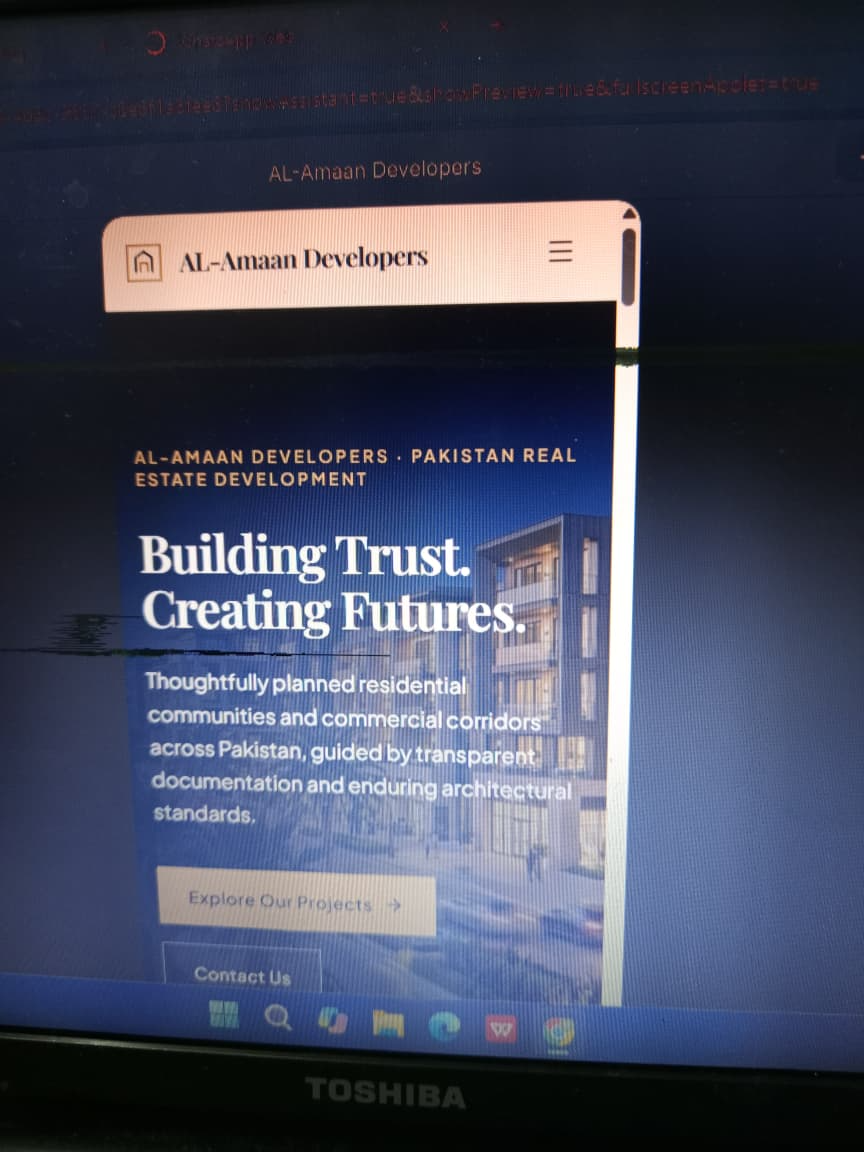 AL-Amaan Developers
AL-Amaan Developers
AL-AMAAN DEVELOPERS · PAKISTAN REAL
ESTATE DEVELOPMENT
Building Trust.
Creating Futures.
Thoughtfully planned residential
communities and commercial corridors
across Pakistan, guided by transparent
documentation and enduring architectural
standards.
Explore Our Projects →
Contact Us
TOSHIBA